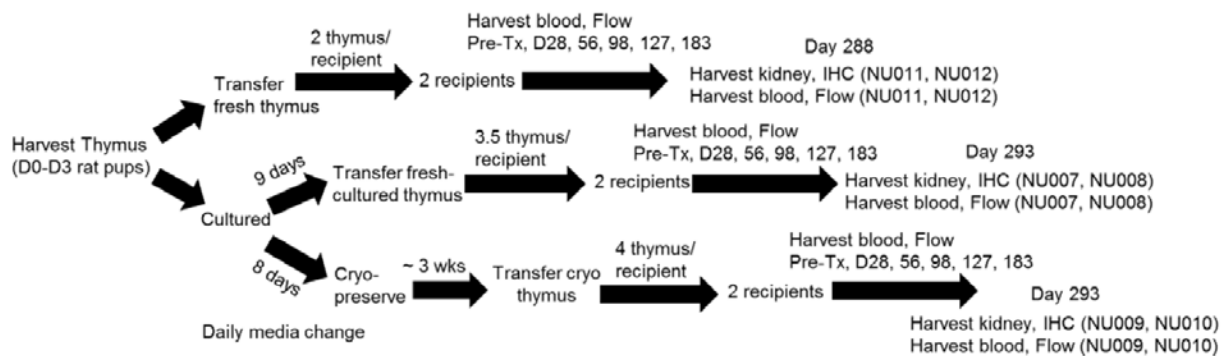 Harvest Thymus
(D0-D3 rat pups)
Transfer
fresh thymus
2 thymus/
recipient
2 recipients
Harvest blood, Flow
Pre-Tx, D28, 56, 98, 127, 183
Day 288
Harvest kidney, IHC (NU011, NU012)
Harvest blood, Flow (NU011, NU012)
Cultured
9 days
Transfer fresh-
cultured thymus
3.5 thymus/
recipient
2 recipients
Harvest blood, Flow
Pre-Tx, D28, 56, 98, 127, 183
Day 293
Harvest kidney, IHC (NU007, NU008)
Harvest blood, Flow (NU007, NU008)
8 days
Cryo-
preserve
~ 3 wks
Transfer cryo
thymus
4 thymus/
recipient
2 recipients
Harvest blood, Flow
Pre-Tx, D28, 56, 98, 127, 183
Day 293
Harvest kidney, IHC (NU009, NU010)
Harvest blood, Flow (NU009, NU010)
Daily media change